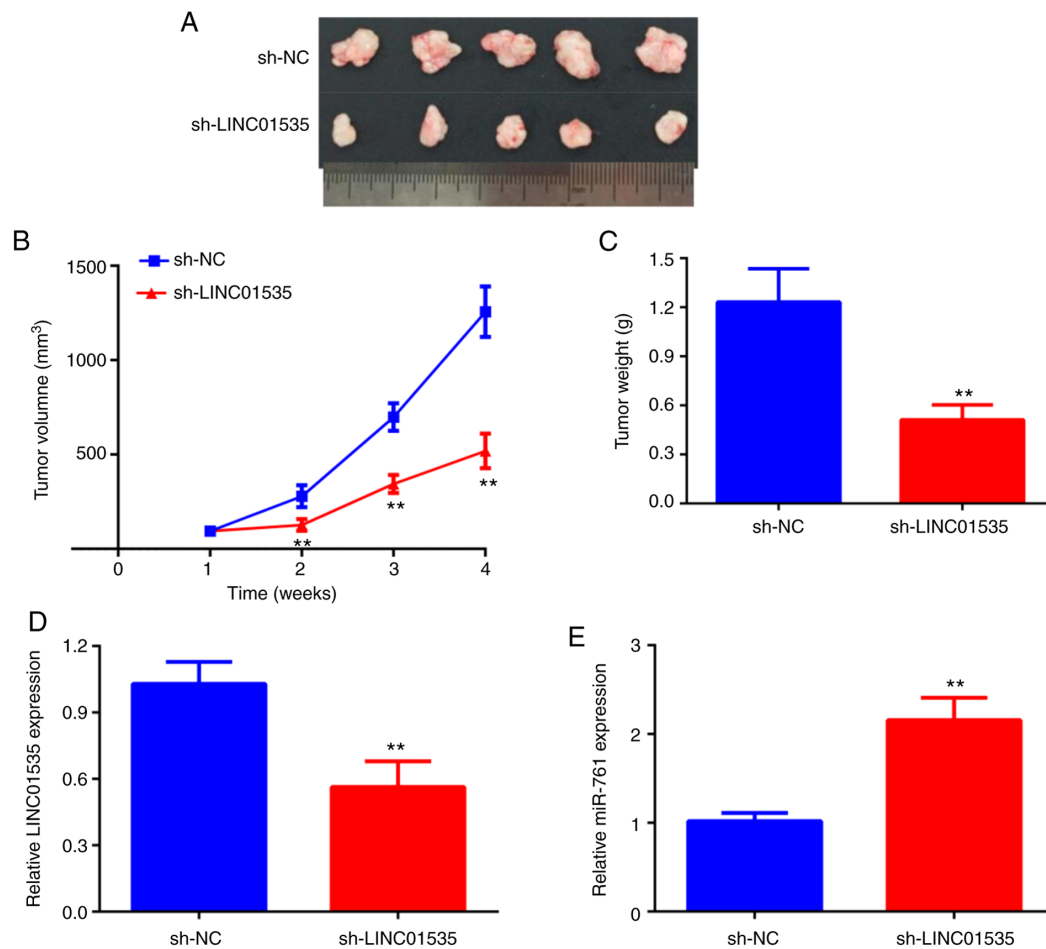 A
sh-NC
sh-LINC01535
B
sh-NC
sh-LINC01535
1500
1000
500
Tumor volumne (mm³)
**
**
**
0
1
2
3
4
Time (weeks)
C
1.5
1.2
0.9
0.6
0.3
0.0
Tumor weight (g)
**
sh-NC
sh-LINC01535
D
1.2
0.9
0.6
0.3
0.0
Relative LINC01535 expression
**
sh-NC
sh-LINC01535
E
3
2
1
0
Relative miR-761 expression
**
sh-NC
sh-LINC01535